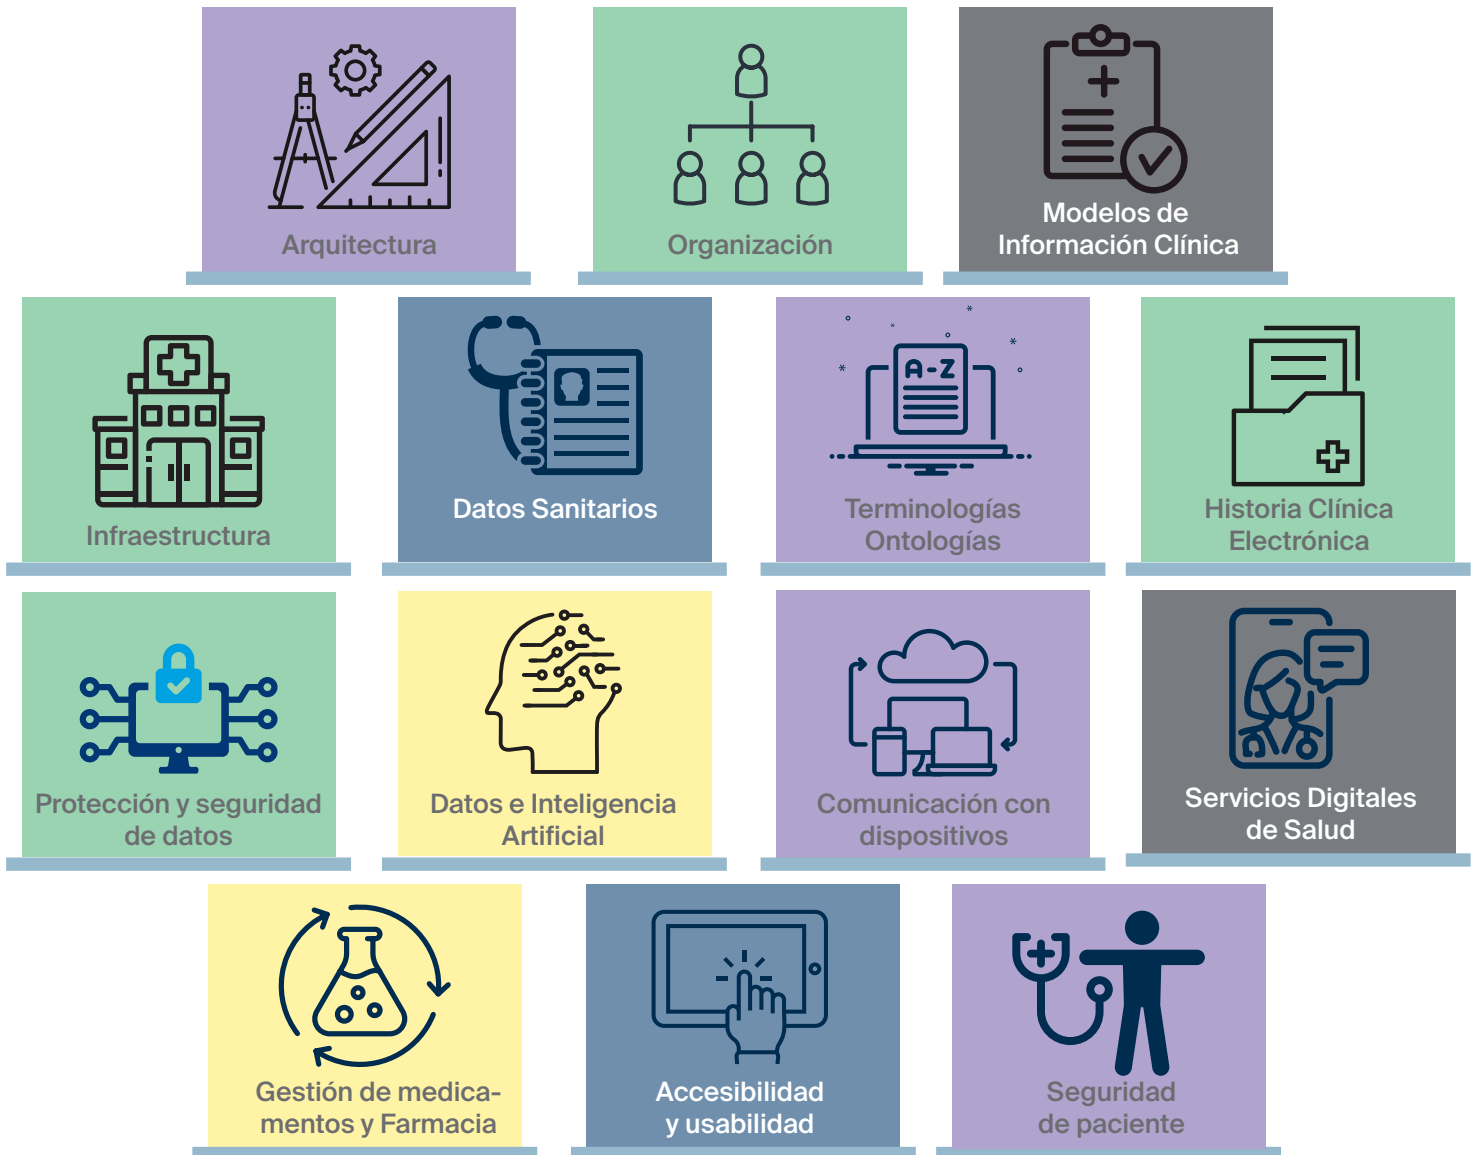 Arquitectura
Organización
Modelos de
Información Clínica
Infraestructura
Datos Sanitarios
A-Z
Terminologías
Ontologías
Historia Clínica
Electrónica
Protección y seguridad
de datos
Datos e Inteligencia
Artificial
Comunicación con
dispositivos
Servicios Digitales
de Salud
Gestión de medica-
mentos y Farmacia
Accesibilidad
y usabilidad
Seguridad
de paciente